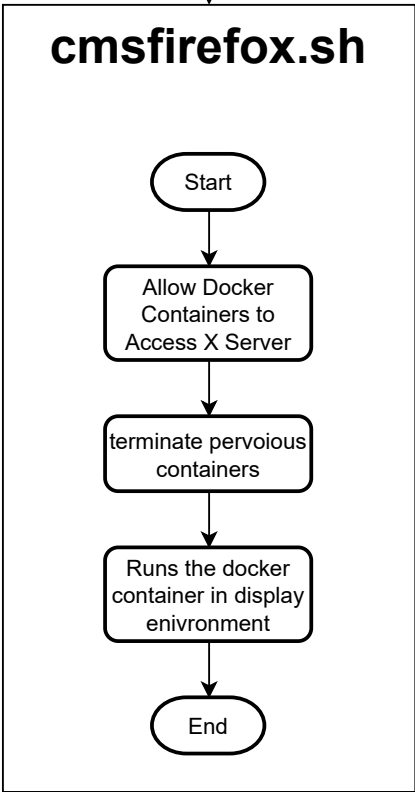 cmsfirefox.sh
Start
Allow Docker
Containers to
Access X Server
terminate pervoious
containers
Runs the docker
container in display
enivronment
End